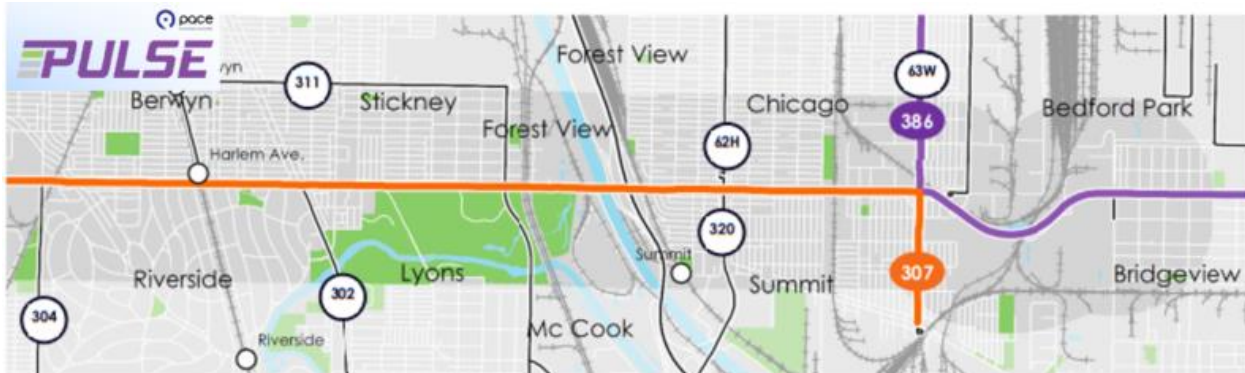 pace
PULSE
wyn
Berwyn
311
Stickney
Forest View
Forest View
Chicago
63W
386
Bedford Park
62H
Harlem Ave.
320
Summit
Riverside
Lyons
302
304
Riverside
Mc Cook
Summit
307
Bridgeview